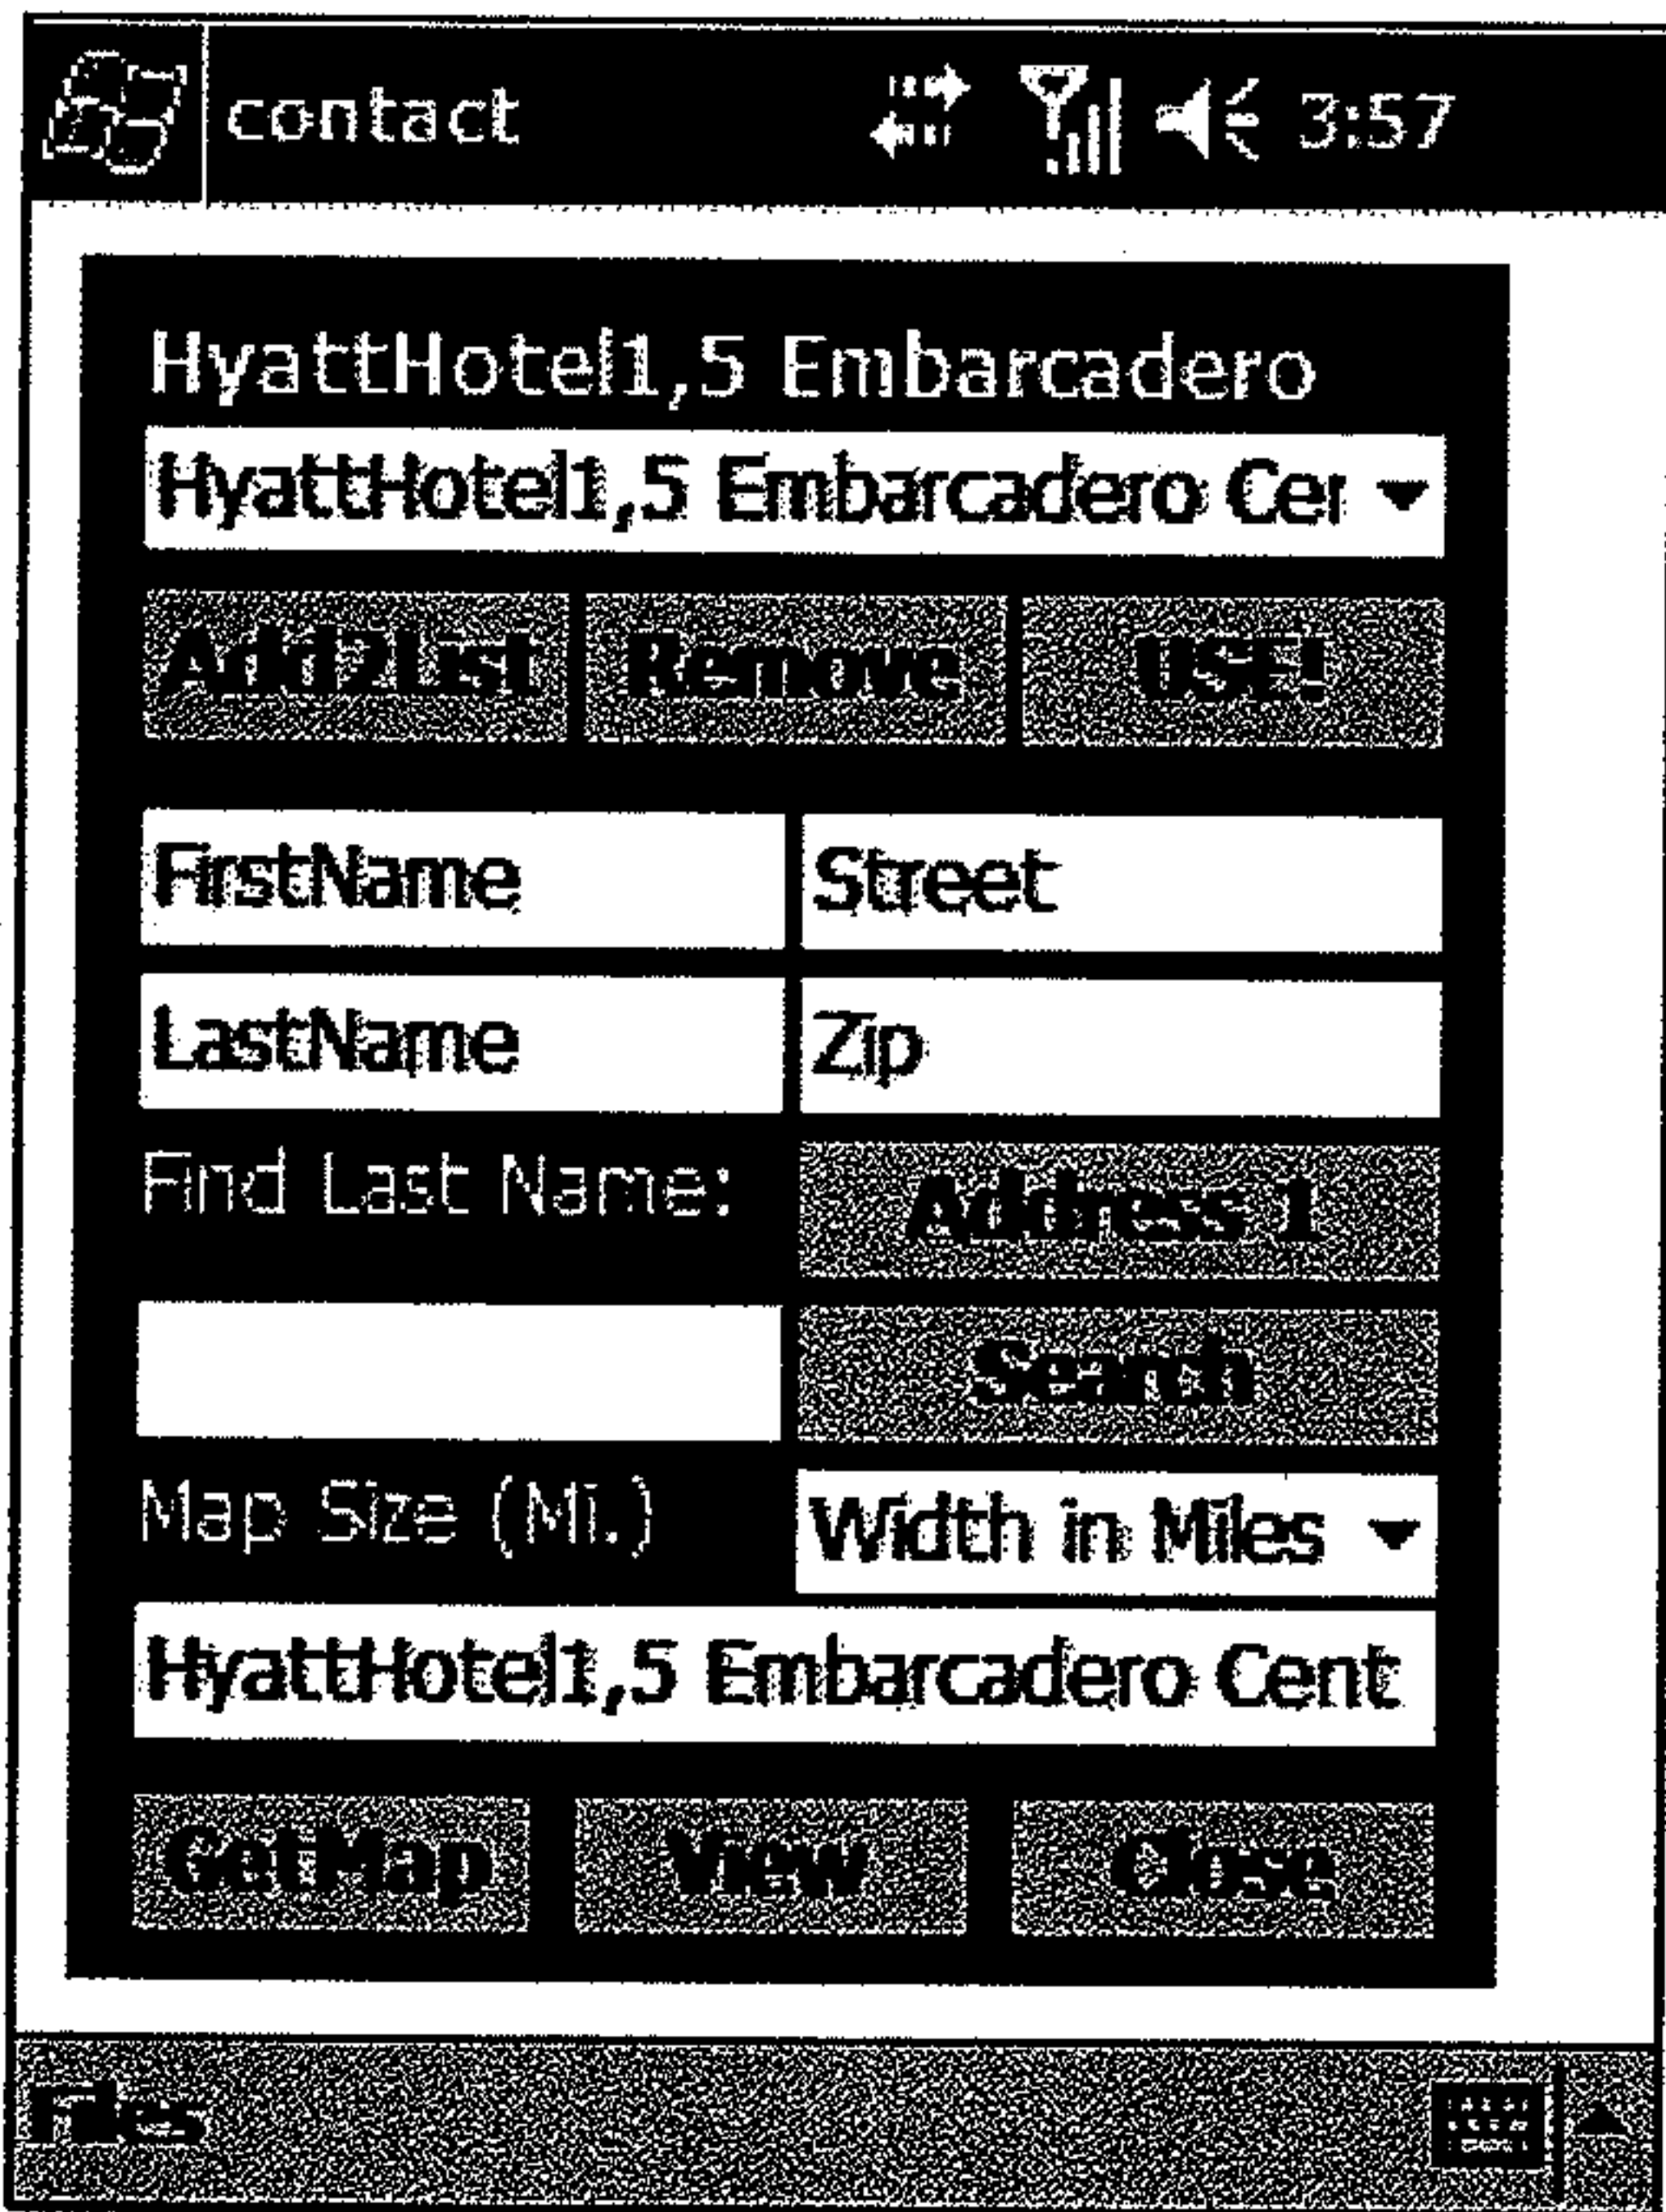 contact 3:57
HyattHotel1,5 Embarcadero
HyattHotel1,5 Embarcadero Cer
Add2List Remove USE!
FirstName Street
LastName Zip
Find Last Name: Address 1
Search
Map Size (Mi.) Width in Miles
HyattHotel1,5 Embarcadero Cent
GetMap View Close
Files